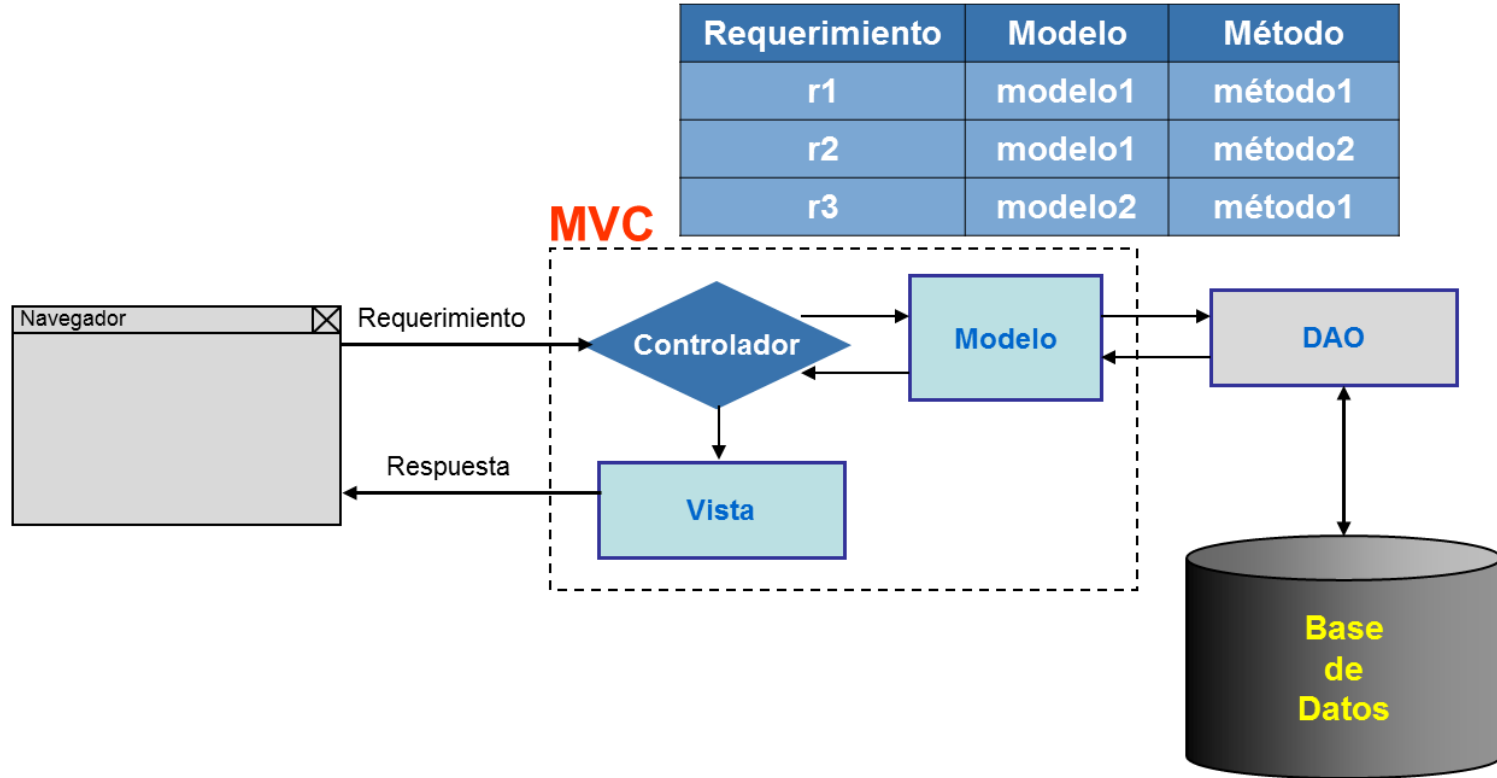 Requerimiento Modelo Método
r1 modelo1 método1
r2 modelo1 método2
r3 modelo2 método1
MVC
Navegador
Requerimiento
Controlador
Modelo
DAO
Respuesta
Vista
Base
de
Datos